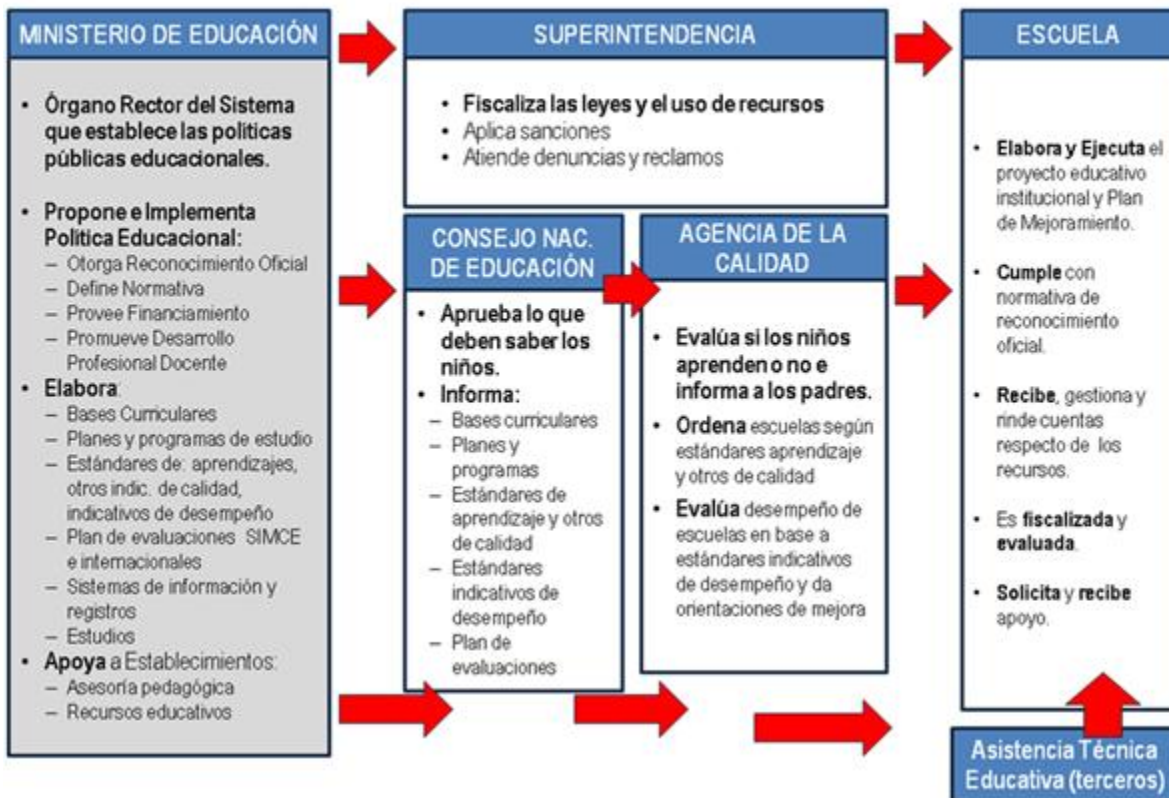 MINISTERIO DE EDUCACIÓN
• Órgano Rector del Sistema
que establece las políticas
públicas educacionales.
• Propone e Implementa
Política Educacional:
– Otorga Reconocimiento Oficial
– Define Normativa
– Provee Financiamiento
– Promueve Desarrollo
Profesional Docente
• Elabora:
– Bases Curriculares
– Planes y programas de estudio
– Estándares de: aprendizajes,
otros indic. de calidad,
indicativos de desempeño
– Plan de evaluaciones SIMCE
e internacionales
– Sistemas de información y
registros
– Estudios
• Apoya a Establecimientos:
– Asesoría pedagógica
– Recursos educativos
SUPERINTENDENCIA
• Fiscaliza las leyes y el uso de recursos
• Aplica sanciones
• Atiende denuncias y reclamos
CONSEJO NAC.
DE EDUCACIÓN
• Aprueba lo que
deben saber los
niños.
• Informa:
– Bases curriculares
– Planes y
programas
– Estándares de
aprendizaje y otros
de calidad
– Estándares
indicativos de
desempeño
– Plan de
evaluaciones
AGENCIA DE LA
CALIDAD
• Evalúa si los niños
aprenden o no e
informa a los padres.
• Ordena escuelas según
estándares aprendizaje
y otros de calidad
• Evalúa desempeño de
escuelas en base a
estándares indicativos
de desempeño y da
orientaciones de mejora
ESCUELA
• Elabora y Ejecuta el
proyecto educativo
institucional y Plan
de Mejoramiento.
• Cumple con
normativa de
reconocimiento
oficial.
• Recibe, gestiona y
rinde cuentas
respecto de los
recursos.
• Es fiscalizada y
evaluada.
• Solicita y recibe
apoyo.
Asistencia Técnica
Educativa (terceros)